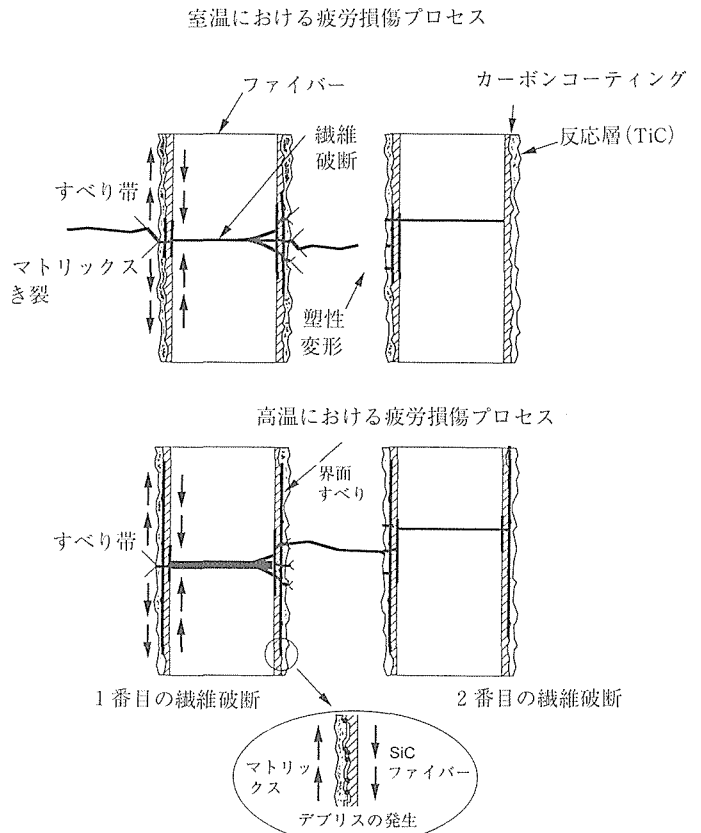 室温における疲労損傷プロセス
ファイバー
カーボンコーティング
繊維
破断
反応層(TiC)
すべり帯
マトリックス
き裂
塑性
変形
高温における疲労損傷プロセス
界面
すべり
すべり帯
1番目の繊維破断
2番目の繊維破断
マトリッ
クス
SiC
ファイバー
デブリスの発生